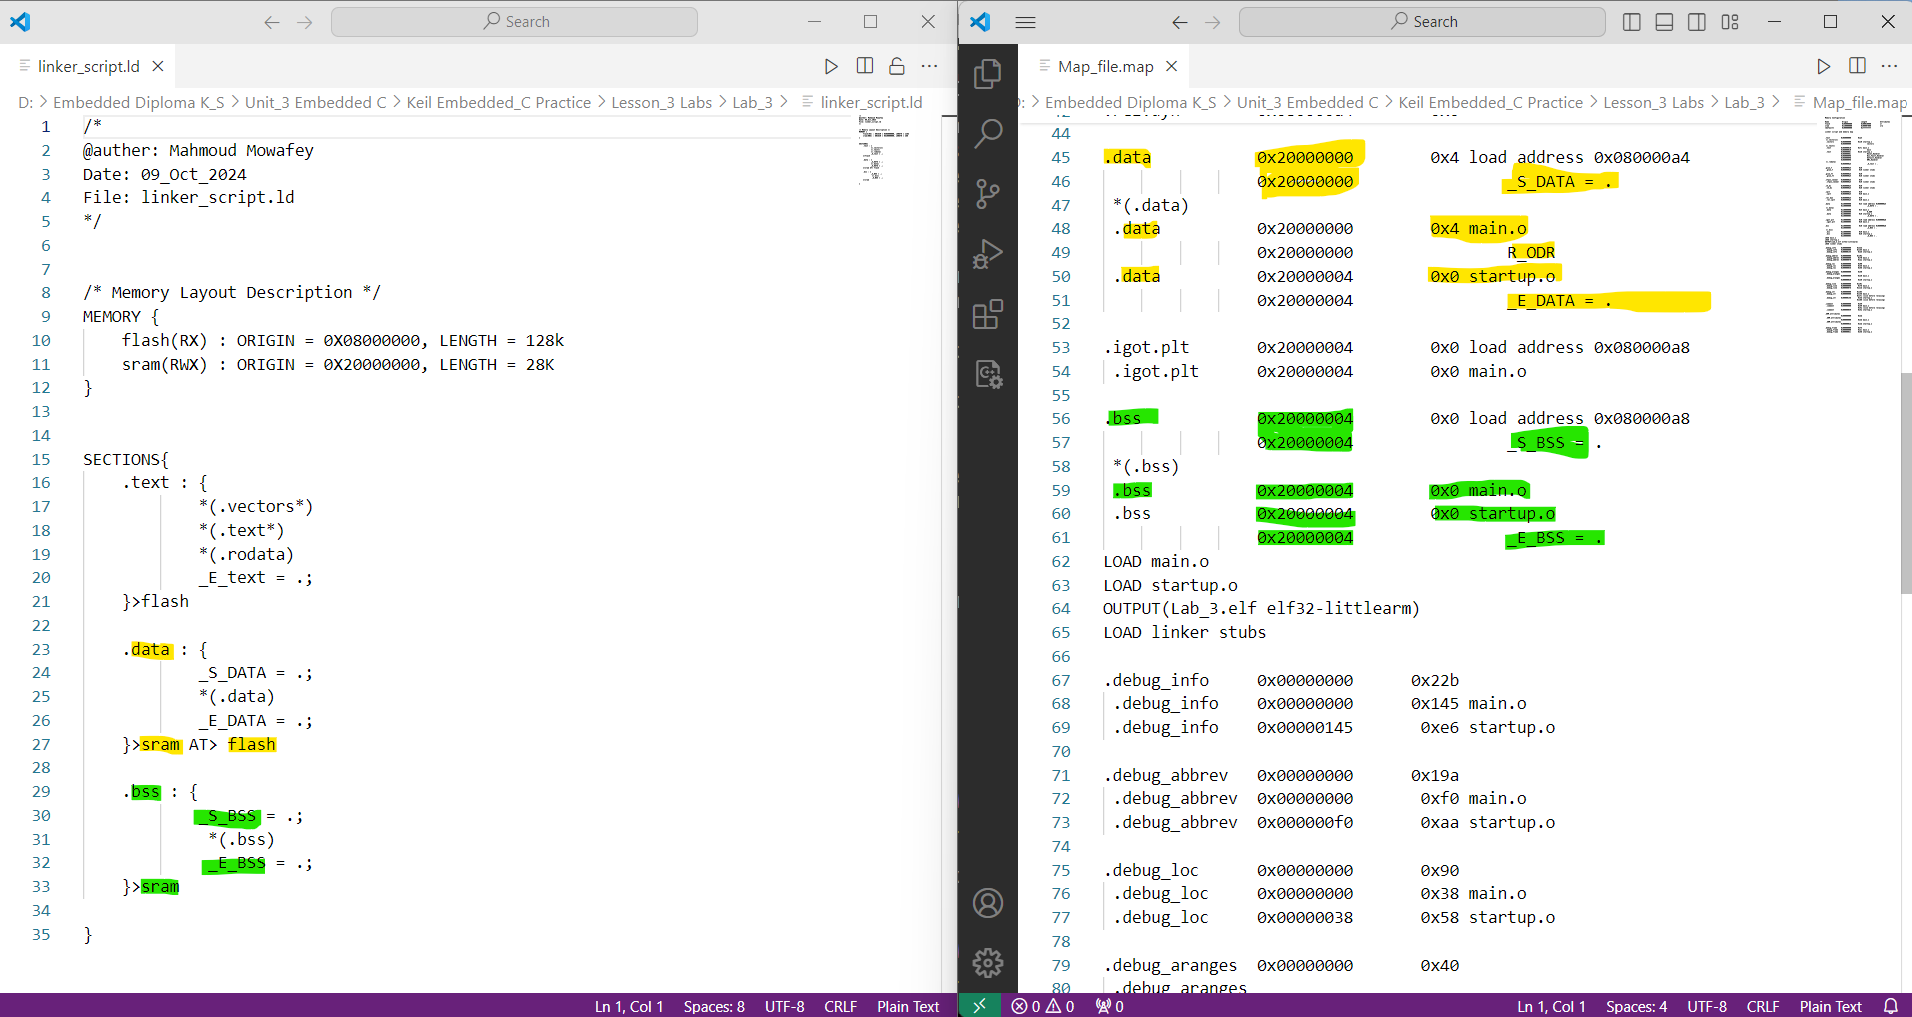 Search
linker_script.ld
D: > Embedded Diploma K_S > Unit_3 Embedded C > Keil Embedded_C Practice > Lesson_3 Labs > Lab_3 > linker_script.ld
1 /*
2 @auther: Mahmoud Mowafey
3 Date: 09_Oct_2024
4 File: linker_script.ld
5 */
6
7
8 /* Memory Layout Description */
9 MEMORY {
10 flash(RX) : ORIGIN = 0X08000000, LENGTH = 128k
11 sram(RWX) : ORIGIN = 0X20000000, LENGTH = 28K
12 }
13
14
15 SECTIONS{
16 .text : {
17 *(.vectors*)
18 *(.text*)
19 *(.rodata)
20 _E_text = .;
21 }>flash
22
23 .data : {
24 _S_DATA = .;
25 *(.data)
26 _E_DATA = .;
27 }>sram AT> flash
28
29 .bss : {
30 _S_BSS = .;
31 *(.bss)
32 _E_BSS = .;
33 }>sram
34
35 }
Ln 1, Col 1 Spaces: 8 UTF-8 CRLF Plain Text
Search
Map_file.map
D: > Embedded Diploma K_S > Unit_3 Embedded C > Keil Embedded_C Practice > Lesson_3 Labs > Lab_3 > Map_file.map
44
45 .data 0x20000000 0x4 load address 0x080000a4
46 0x20000000 _S_DATA = .
47 *(.data)
48 .data 0x20000000 0x4 main.o
49 0x20000000 R_ODR
50 .data 0x20000004 0x0 startup.o
51 0x20000004 _E_DATA = .
52
53 .igot.plt 0x20000004 0x0 load address 0x080000a8
54 .igot.plt 0x20000004 0x0 main.o
55
56 .bss 0x20000004 0x0 load address 0x080000a8
57 0x20000004 _S_BSS = .
58 *(.bss)
59 .bss 0x20000004 0x0 main.o
60 .bss 0x20000004 0x0 startup.o
61 0x20000004 _E_BSS = .
62 LOAD main.o
63 LOAD startup.o
64 OUTPUT(Lab_3.elf elf32-littlearm)
65 LOAD linker stubs
66
67 .debug_info 0x00000000 0x22b
68 .debug_info 0x00000000 0x145 main.o
69 .debug_info 0x00000145 0xe6 startup.o
70
71 .debug_abbrev 0x00000000 0x19a
72 .debug_abbrev 0x00000000 0xf0 main.o
73 .debug_abbrev 0x000000f0 0xaa startup.o
74
75 .debug_loc 0x00000000 0x90
76 .debug_loc 0x00000000 0x38 main.o
77 .debug_loc 0x00000038 0x58 startup.o
78
79 .debug_aranges 0x00000000 0x40
80 .debug_aranges
0 0 0 Ln 1, Col 1 Spaces: 4 UTF-8 CRLF Plain Text